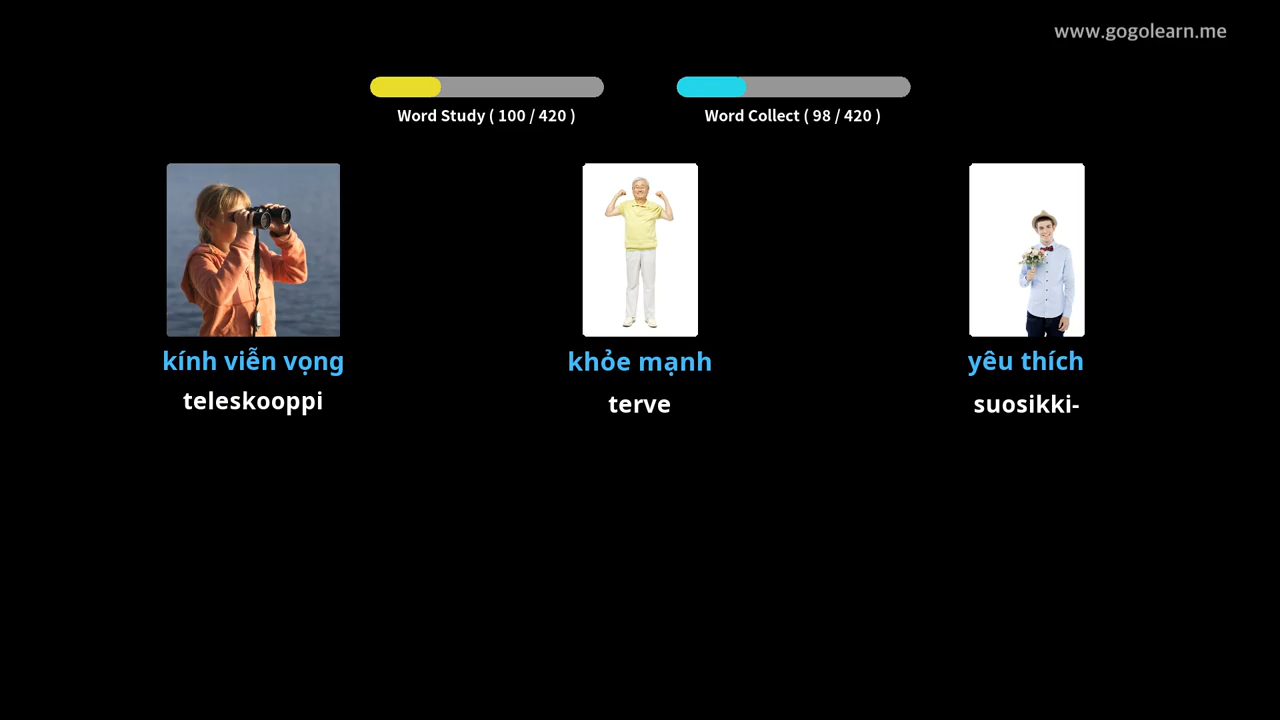 www.gogolearn.me
Word Study ( 100 / 420 )
Word Collect ( 98 / 420 )
kính viễn vọng
khỏe mạnh
yêu thích
teleskooppi
terve
suosikki-